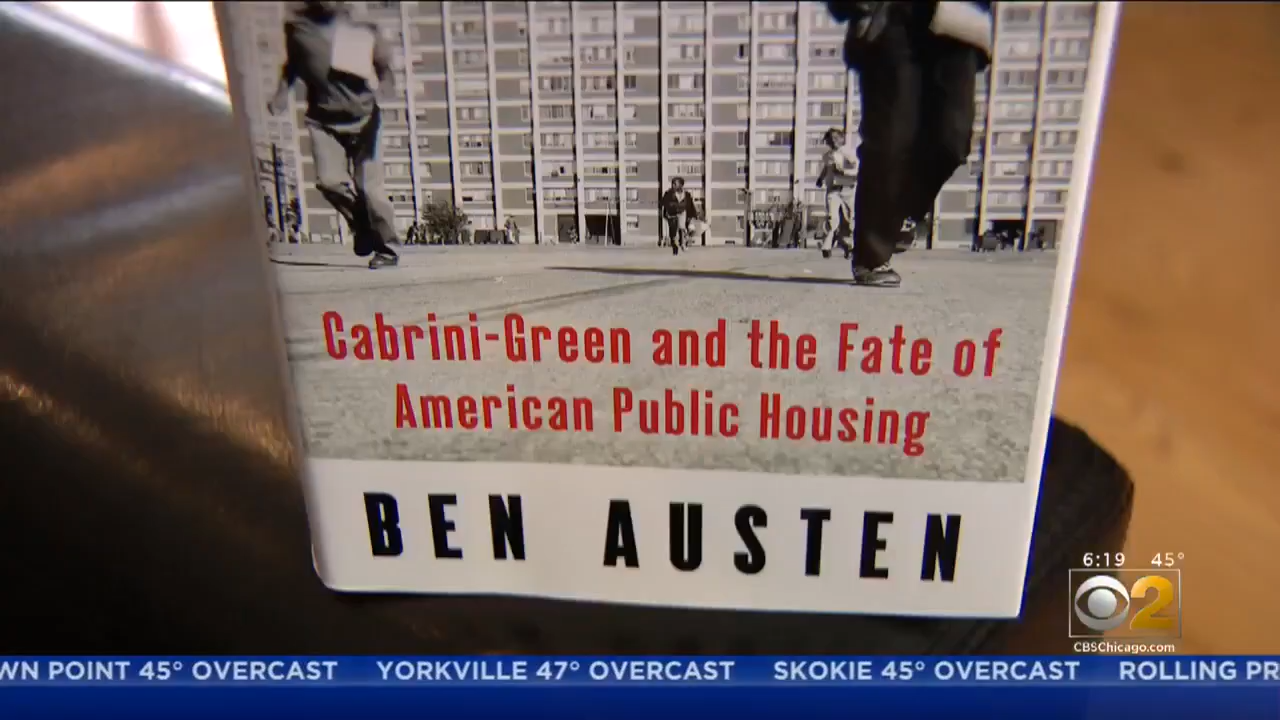 Cabrini-Green and the Fate of
American Public Housing
BEN AUSTEN
6:19 45°
2
CBSChicago.com
WN POINT 45° OVERCAST YORKVILLE 47° OVERCAST SKOKIE 45° OVERCAST ROLLING PR